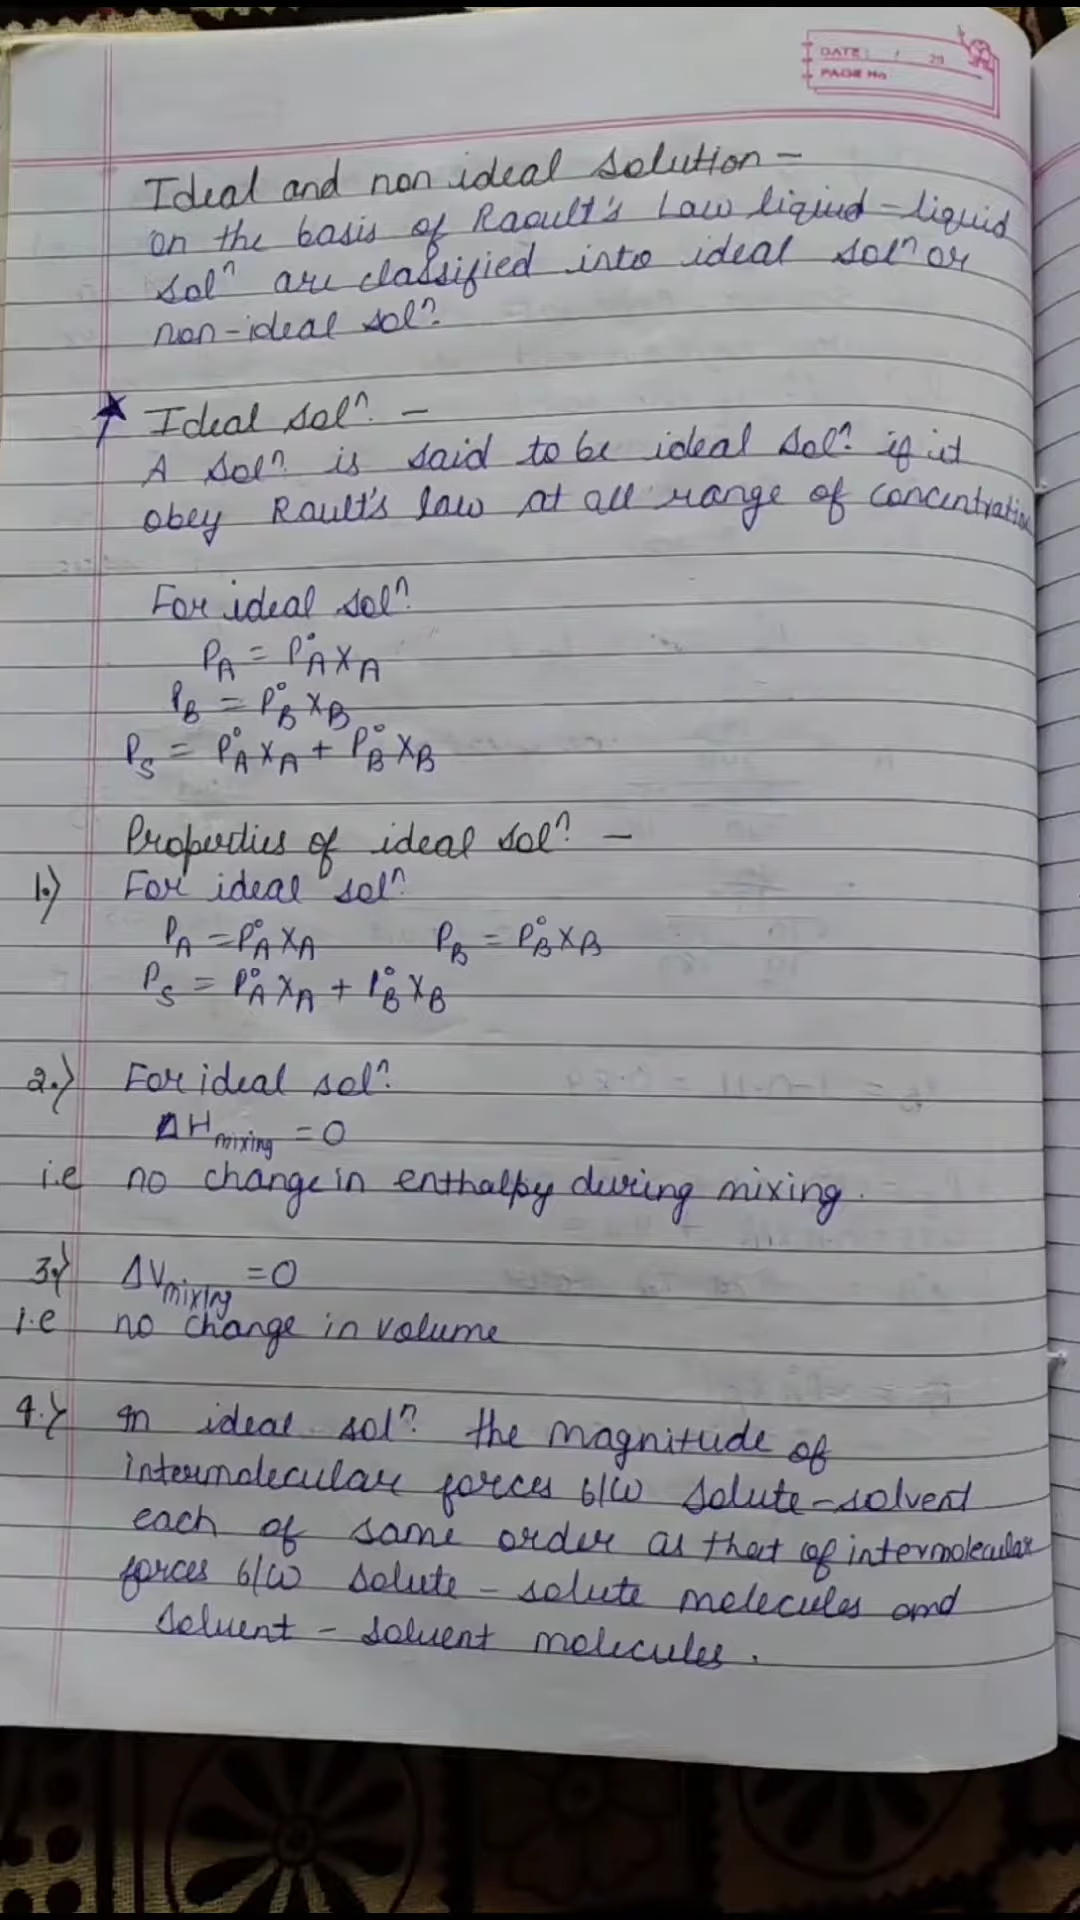 DATE: / 20
PAGE No
Ideal and non ideal solution -
on the basis of Raoult's Law liquid-liquid
solⁿ are classified into ideal solⁿ or
non-ideal solⁿ.
Ideal solⁿ. -
A solⁿ. is said to be ideal solⁿ. if it
obey Rault's law at all range of concentration
For ideal solⁿ.
P_A = P°_A X_A
P_B = P°_B X_B
P_S = P°_A X_A + P°_B X_B
Properties of ideal solⁿ. -
1.) For ideal solⁿ.
P_A = P°_A X_A P_B = P°_B X_B
P_S = P°_A X_A + P°_B X_B
2.) For ideal solⁿ.
ΔH_mixing = 0
i.e no change in enthalpy during mixing.
3.) ΔV_mixing = 0
i.e no change in volume
4.) In ideal solⁿ. the magnitude of
intermolecular forces b/w solute-solvent
each of same order as that of intermolecular
forces b/w solute - solute molecules and
solvent - solvent molecules.